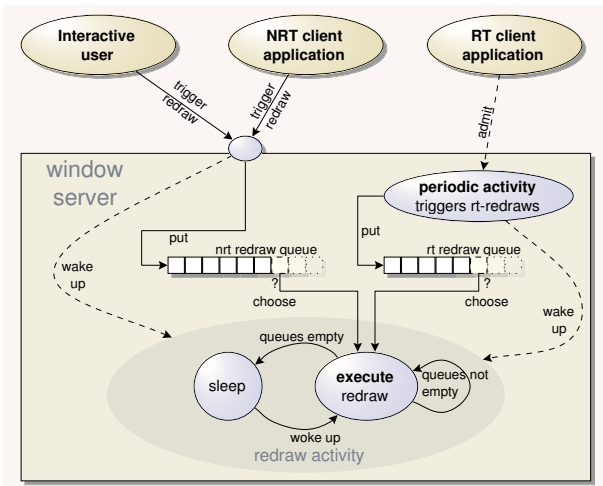 Interactive
user
NRT client
application
RT client
application
trigger
redraw
trigger
redraw
admit
window
server
periodic activity
triggers rt-redraws
put
nrt redraw queue
put
rt redraw queue
?
choose
?
choose
wake
up
wake
up
queues empty
sleep
execute
redraw
queues not
empty
woke up
redraw activity